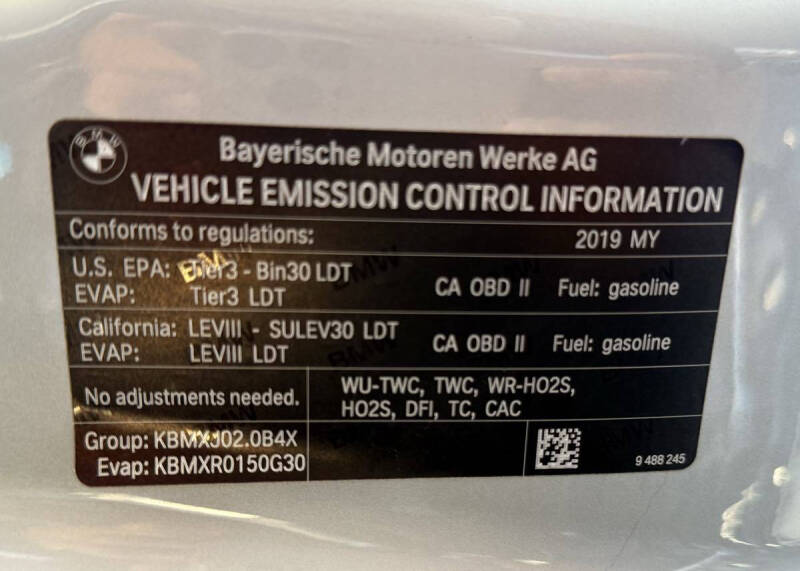 BMW
Bayerische Motoren Werke AG
VEHICLE EMISSION CONTROL INFORMATION
Conforms to regulations: 2019 MY
U.S. EPA: Tier3 - Bin30 LDT
EVAP: Tier3 LDT
CA OBD II Fuel: gasoline
California: LEVIII - SULEV30 LDT
EVAP: LEVIII LDT
CA OBD II Fuel: gasoline
No adjustments needed.
WU-TWC, TWC, WR-HO2S,
HO2S, DFI, TC, CAC
Group: KBMXJ02.0B4X
Evap: KBMXR0150G30
9 488 245